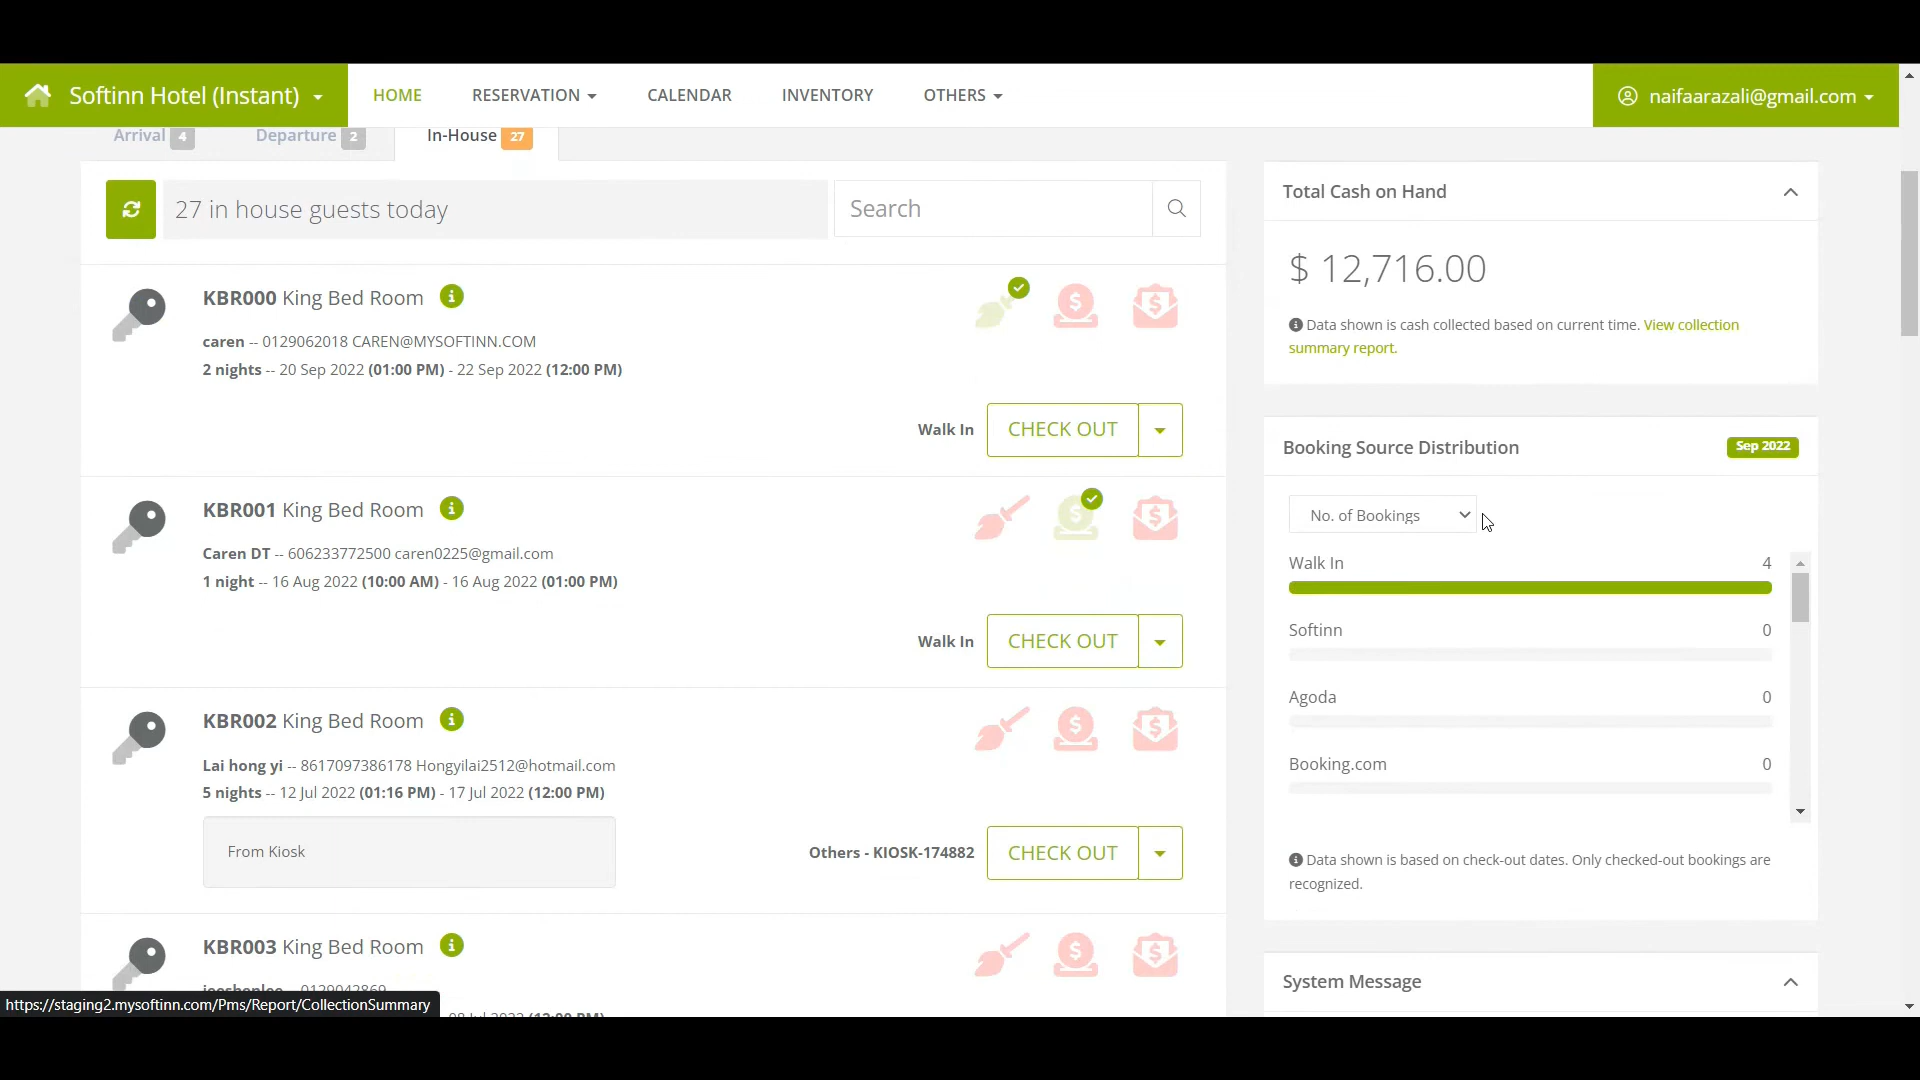 Softinn Hotel (Instant)
HOME
RESERVATION
CALENDAR
INVENTORY
OTHERS
naifaarazali@gmail.com
Arrival 4
Departure 2
In-House 27
27 in house guests today
Search
KBR000 King Bed Room
caren -- 0129062018 CAREN@MYSOFTINN.COM
2 nights -- 20 Sep 2022 (01:00 PM) - 22 Sep 2022 (12:00 PM)
Walk In
CHECK OUT
KBR001 King Bed Room
Caren DT -- 606233772500 caren0225@gmail.com
1 night -- 16 Aug 2022 (10:00 AM) - 16 Aug 2022 (01:00 PM)
Walk In
CHECK OUT
KBR002 King Bed Room
Lai hong yi -- 8617097386178 Hongyilai2512@hotmail.com
5 nights -- 12 Jul 2022 (01:16 PM) - 17 Jul 2022 (12:00 PM)
From Kiosk
Others - KIOSK-174882
CHECK OUT
KBR003 King Bed Room
https://staging2.mysoftinn.com/Pms/Report/CollectionSummary
Total Cash on Hand
$ 12,716.00
Data shown is cash collected based on current time. View collection
summary report.
Booking Source Distribution
Sep 2022
No. of Bookings
Walk In 4
Softinn 0
Agoda 0
Booking.com 0
Data shown is based on check-out dates. Only checked-out bookings are
recognized.
System Message